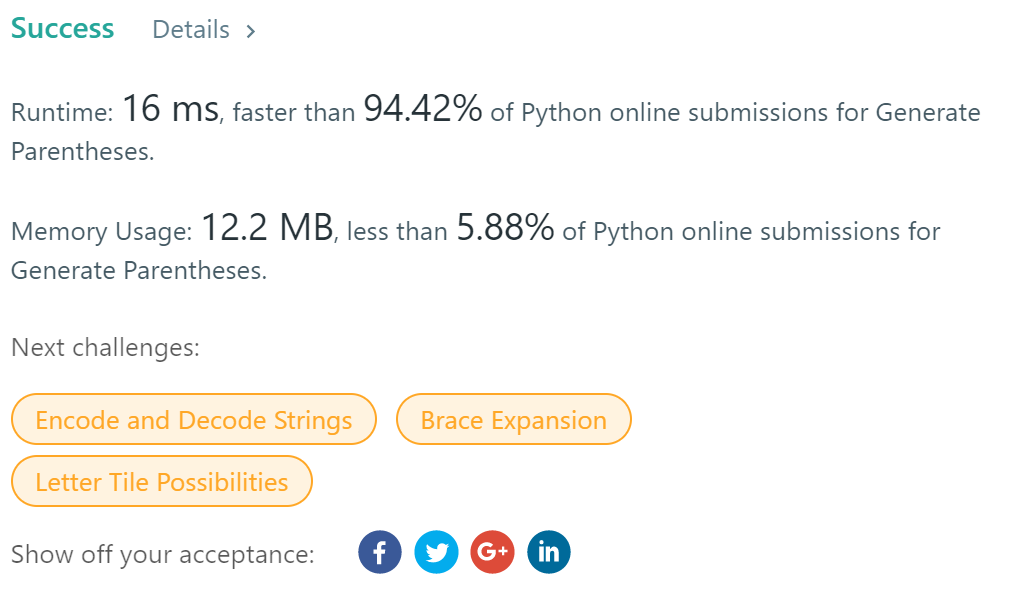 Success Details >
Runtime: 16 ms, faster than 94.42% of Python online submissions for Generate
Parentheses.
Memory Usage: 12.2 MB, less than 5.88% of Python online submissions for
Generate Parentheses.
Next challenges:
Encode and Decode Strings Brace Expansion
Letter Tile Possibilities
Show off your acceptance: f G+ in